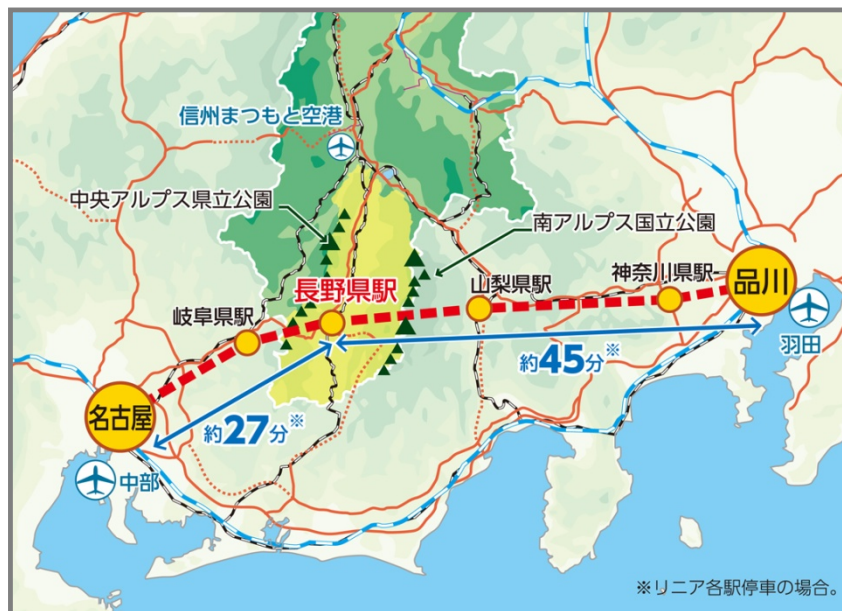 信州まつもと空港
中央アルプス県立公園
南アルプス国立公園
神奈川県駅
品川
山梨県駅
長野県駅
岐阜県駅
羽田
約45分※
名古屋
約27分※
中部
※リニア各駅停車の場合。